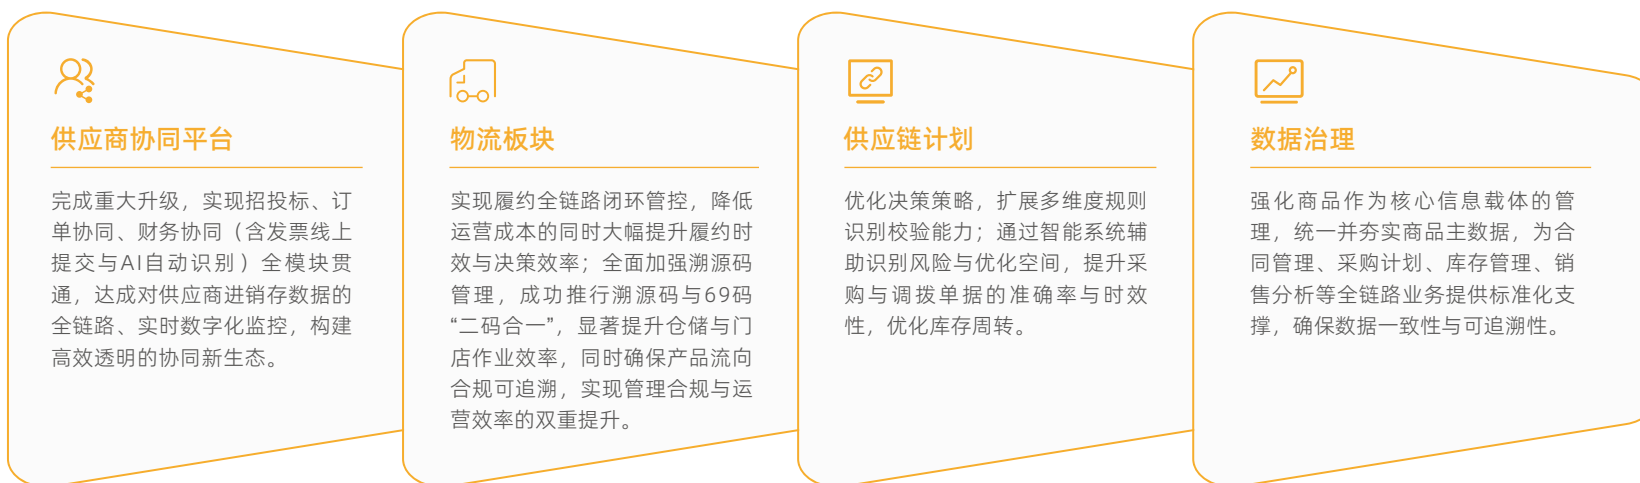 供应商协同平台
完成重大升级，实现招投标、订
单协同、财务协同（含发票线上
提交与AI自动识别）全模块贯
通，达成对供应商进销存数据的
全链路、实时数字化监控，构建
高效透明的协同新生态。
物流板块
实现履约全链路闭环管控，降低
运营成本的同时大幅提升履约时
效与决策效率；全面加强溯源码
管理，成功推行溯源码与69码
“二码合一”，显著提升仓储与门
店作业效率，同时确保产品流向
合规可追溯，实现管理合规与运
营效率的双重提升。
供应链计划
优化决策策略，扩展多维度规则
识别校验能力；通过智能系统辅
助识别风险与优化空间，提升采
购与调拨单据的准确率与时效
性，优化库存周转。
数据治理
强化商品作为核心信息载体的管
理，统一并夯实商品主数据，为合
同管理、采购计划、库存管理、销
售分析等全链路业务提供标准化支
撑，确保数据一致性与可追溯性。